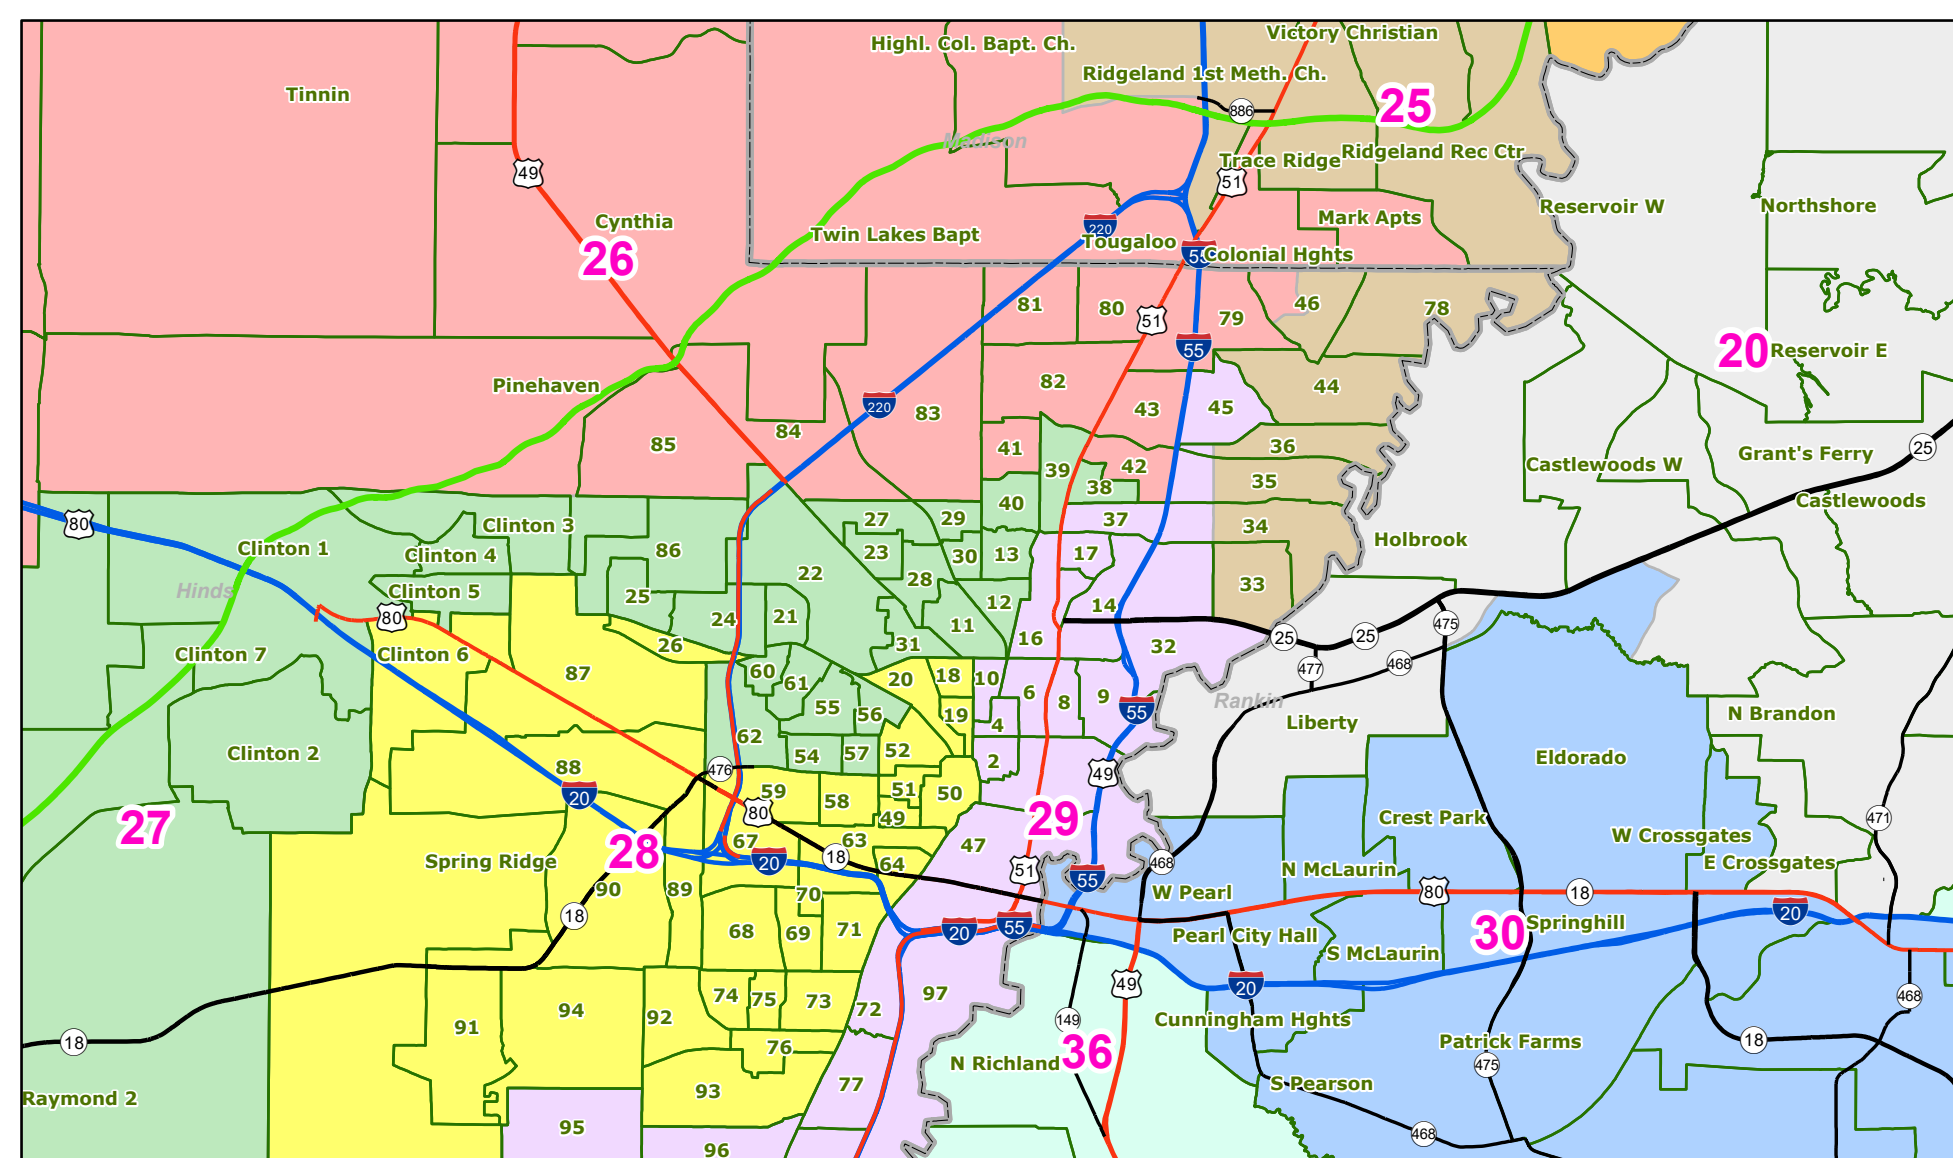 Victory Christian
Highl. Col. Bapt. Ch.
Ridgeland 1st Meth. Ch.
Tinnin
25
886
Madison
49
Trace Ridge
Ridgeland Rec Ctr
51
Reservoir W
Northshore
Cynthia
Mark Apts
220
Twin Lakes Bapt
Tougaloo
55
Colonial Hghts
26
81
80
51
79
46
78
55
20
Reservoir E
Pinehaven
82
44
220
83
43
45
85
84
41
36
39
42
Castlewoods W
Grant's Ferry
25
38
35
Castlewoods
40
80
Clinton 3
27
29
37
34
Holbrook
Clinton 1
Clinton 4
86
23
30
13
17
22
28
33
Hinds
Clinton 5
25
12
14
80
24
21
11
16
25
25
475
Clinton 7
Clinton 6
26
31
32
477
468
87
60
61
20
18
10
6
8
9
Rankin
55
56
19
4
55
Liberty
N Brandon
Clinton 2
62
54
57
52
2
Eldorado
88
476
49
20
59
58
51
50
80
49
29
Crest Park
471
27
28
67
63
47
W Crossgates
Spring Ridge
20
18
64
51
468
E Crossgates
90
89
70
55
W Pearl
N McLaurin
80
18
18
68
69
71
20
55
Pearl City Hall
30
Springhill
20
S McLaurin
74
75
73
72
97
49
20
468
91
94
92
149
Cunningham Hghts
18
76
N Richland
36
Patrick Farms
18
475
93
77
S Pearson
Raymond 2
95
468
96